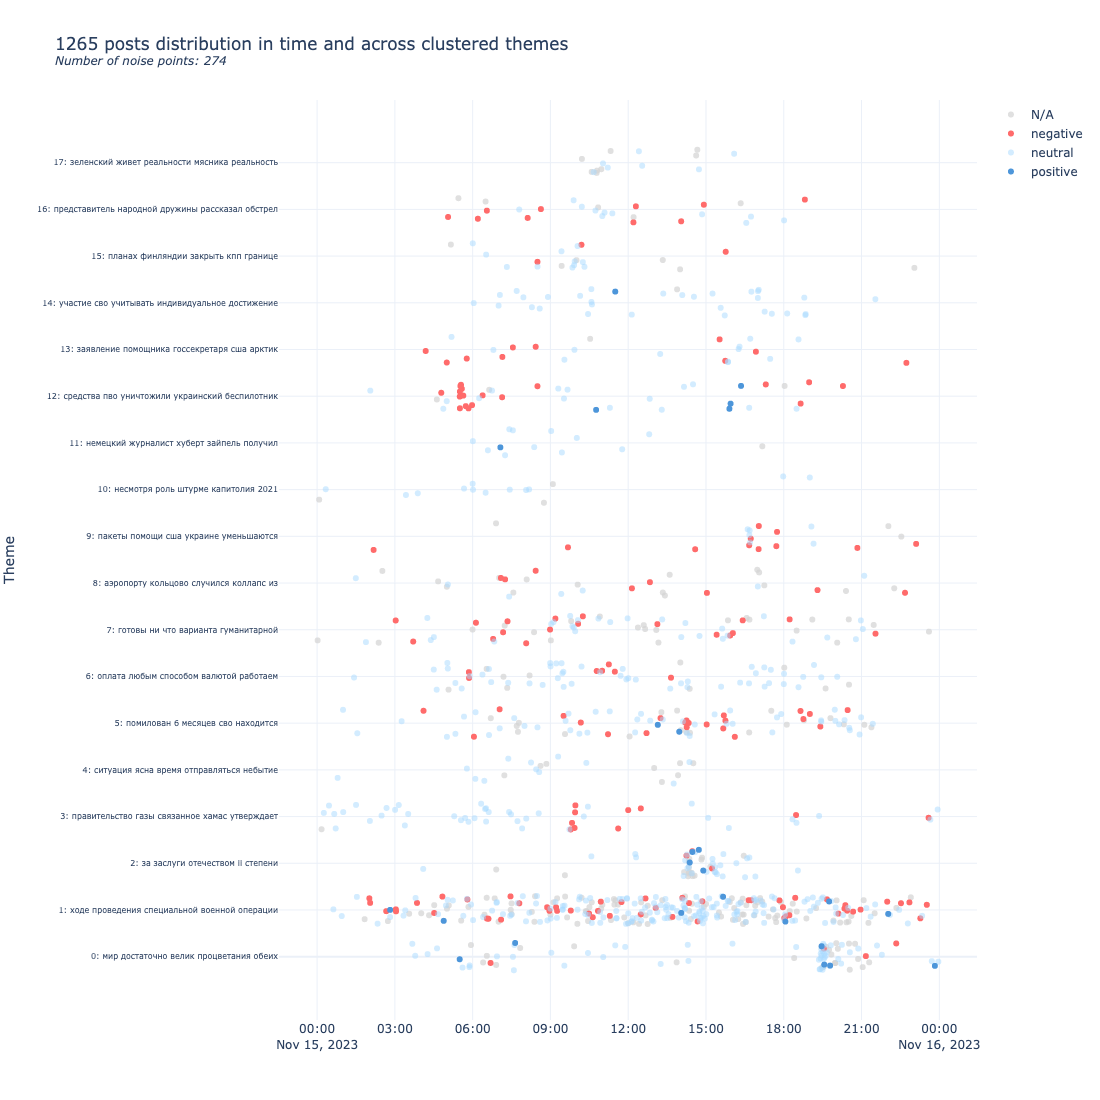 1265 posts distribution in time and across clustered themes
Number of noise points: 274
N/A
negative
neutral
positive
Theme
17: зеленский живет реальности мясника реальность
16: представитель народной дружины рассказал обстрел
15: планах финляндии закрыть кпп границе
14: участие сво учитывать индивидуальное достижение
13: заявление помощника госсекретаря сша арктик
12: средства пво уничтожили украинский беспилотник
11: немецкий журналист хуберт зайпель получил
10: несмотря роль штурме капитолия 2021
9: пакеты помощи сша украине уменьшаются
8: аэропорту кольцово случился коллапс из
7: готовы ни что варианта гуманитарной
6: оплата любым способом валютой работаем
5: помилован 6 месяцев сво находится
4: ситуация ясна время отправляться небытие
3: правительство газы связанное хамас утверждает
2: за заслуги отечеством II степени
1: ходе проведения специальной военной операции
0: мир достаточно велик процветания обеих
00:00 03:00 06:00 09:00 12:00 15:00 18:00 21:00 00:00
Nov 15, 2023 Nov 16, 2023